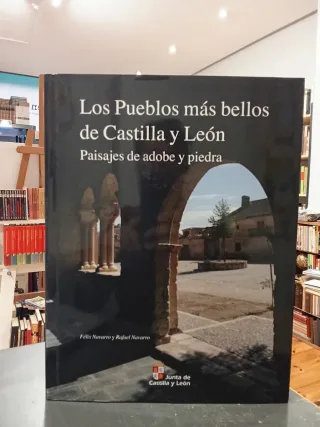 Los Pueblos más bellos
de Castilla y León
Paisajes de adobe y piedra
Félix Navarro y Rafael Navarro
Junta de
Castilla y León